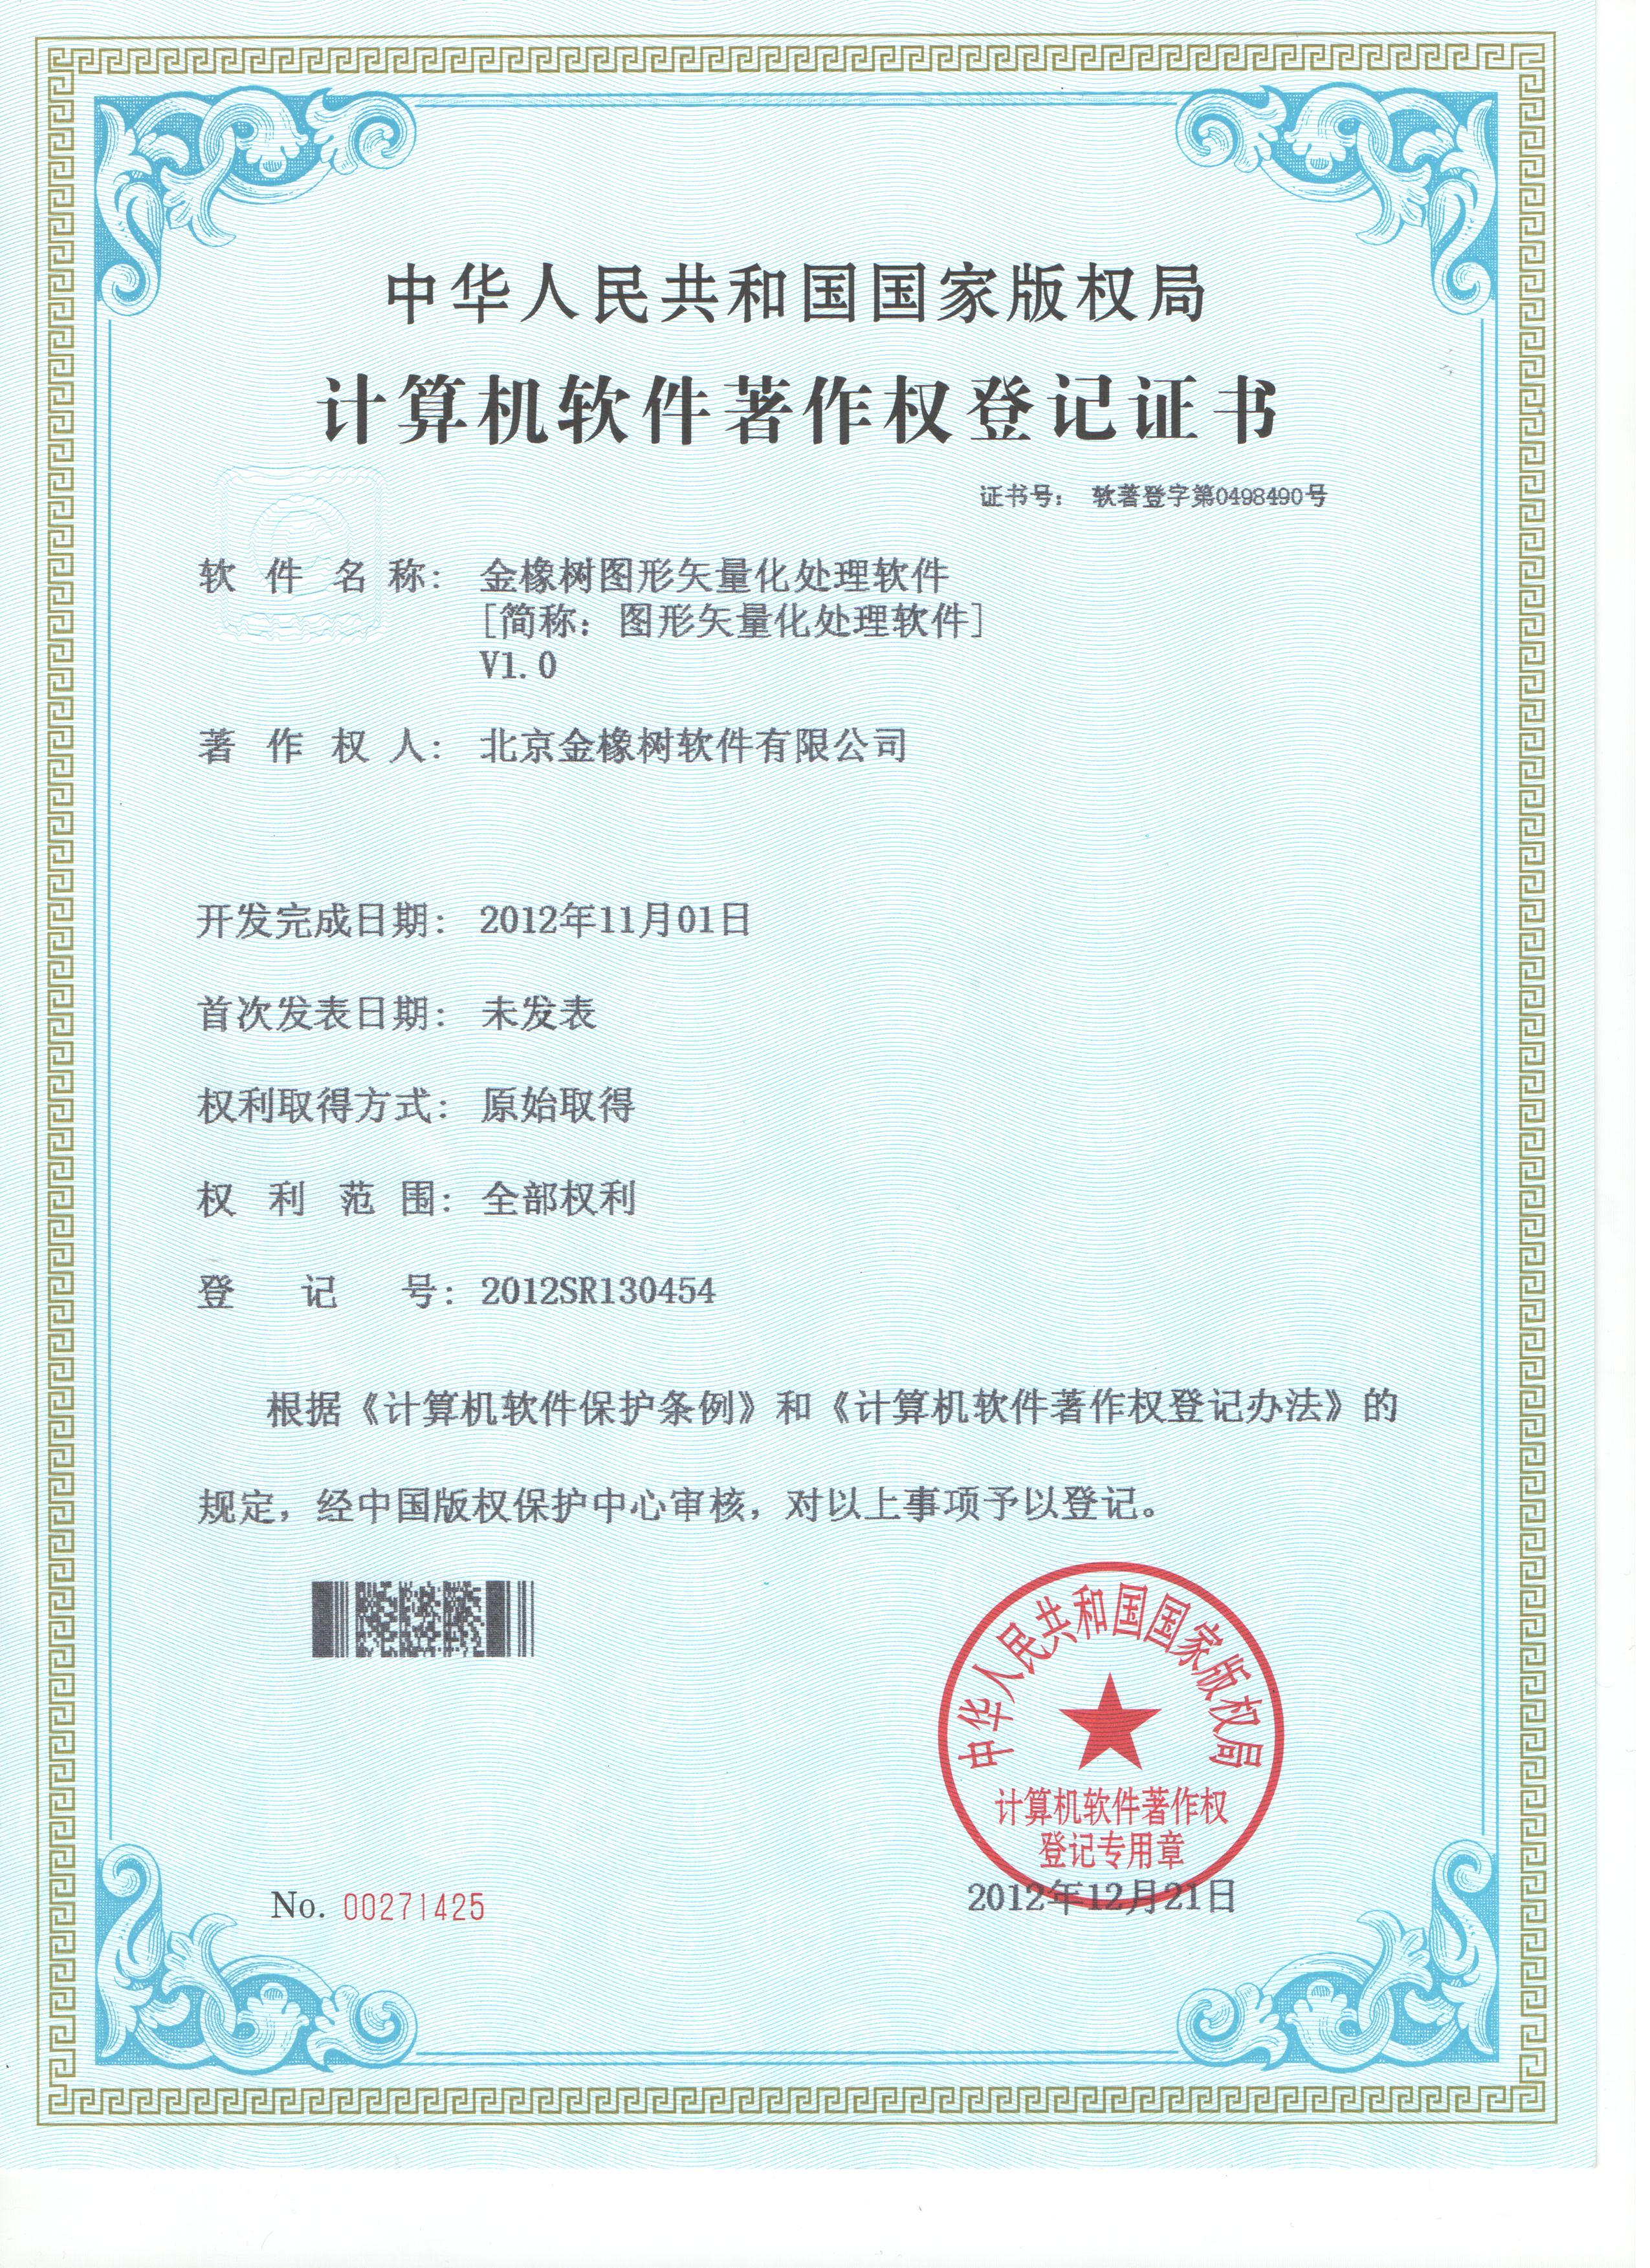 中华人民共和国国家版权局
计算机软件著作权登记证书
证书号： 软著登字第0498490号
软件名称： 金橡树图形矢量化处理软件
[简称：图形矢量化处理软件]
V1.0
著作权人： 北京金橡树软件有限公司
开发完成日期： 2012年11月01日
首次发表日期： 未发表
权利取得方式： 原始取得
权利范围： 全部权利
登记号： 2012SR130454
根据《计算机软件保护条例》和《计算机软件著作权登记办法》的
规定，经中国版权保护中心审核，对以上事项予以登记。
中华人民共和国国家版权局
计算机软件著作权
登记专用章
2012年12月21日
No. 00271425